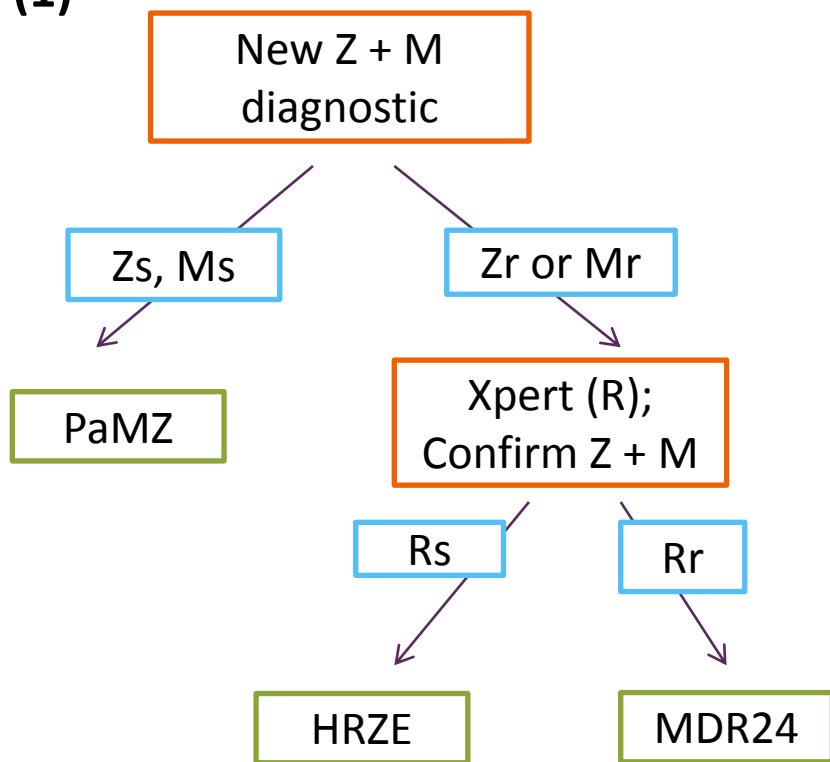 (1)
New Z + M
diagnostic
Zs, Ms
Zr or Mr
PaMZ
Xpert (R);
Confirm Z + M
Rs
Rr
HRZE
MDR24